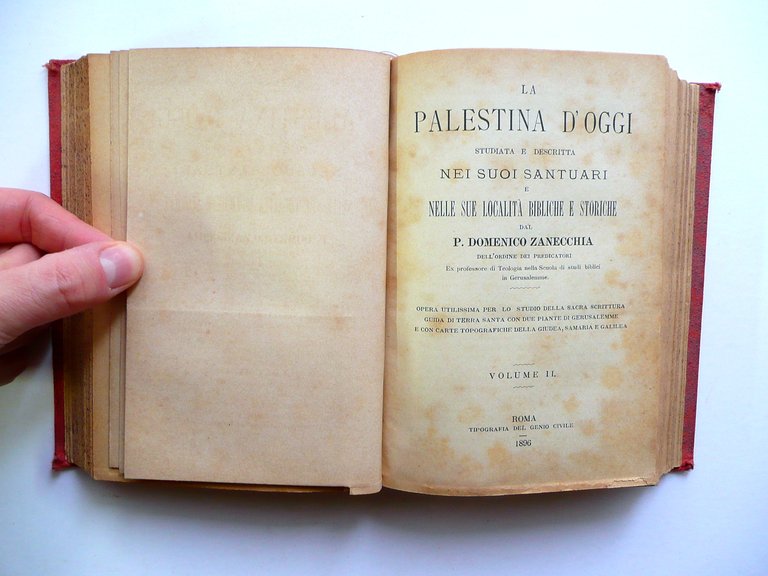 LA
PALESTINA D'OGGI
STUDIATA E DESCRITTA
NEI SUOI SANTUARI
E
NELLE SUE LOCALITÀ BIBLICHE E STORICHE
DAL
P. DOMENICO ZANECCHIA
DELL'ORDINE DEI PREDICATORI
Ex professore di Teologia nella Scuola di studi biblici
in Gerusalemme.
OPERA UTILISSIMA PER LO STUDIO DELLA SACRA SCRITTURA
GUIDA DI TERRA SANTA CON DUE PIANTE DI GERUSALEMME
E CON CARTE TOPOGRAFICHE DELLA GIUDEA, SAMARIA E GALILEA
VOLUME II.
ROMA
TIPOGRAFIA DEL GENIO CIVILE
1896